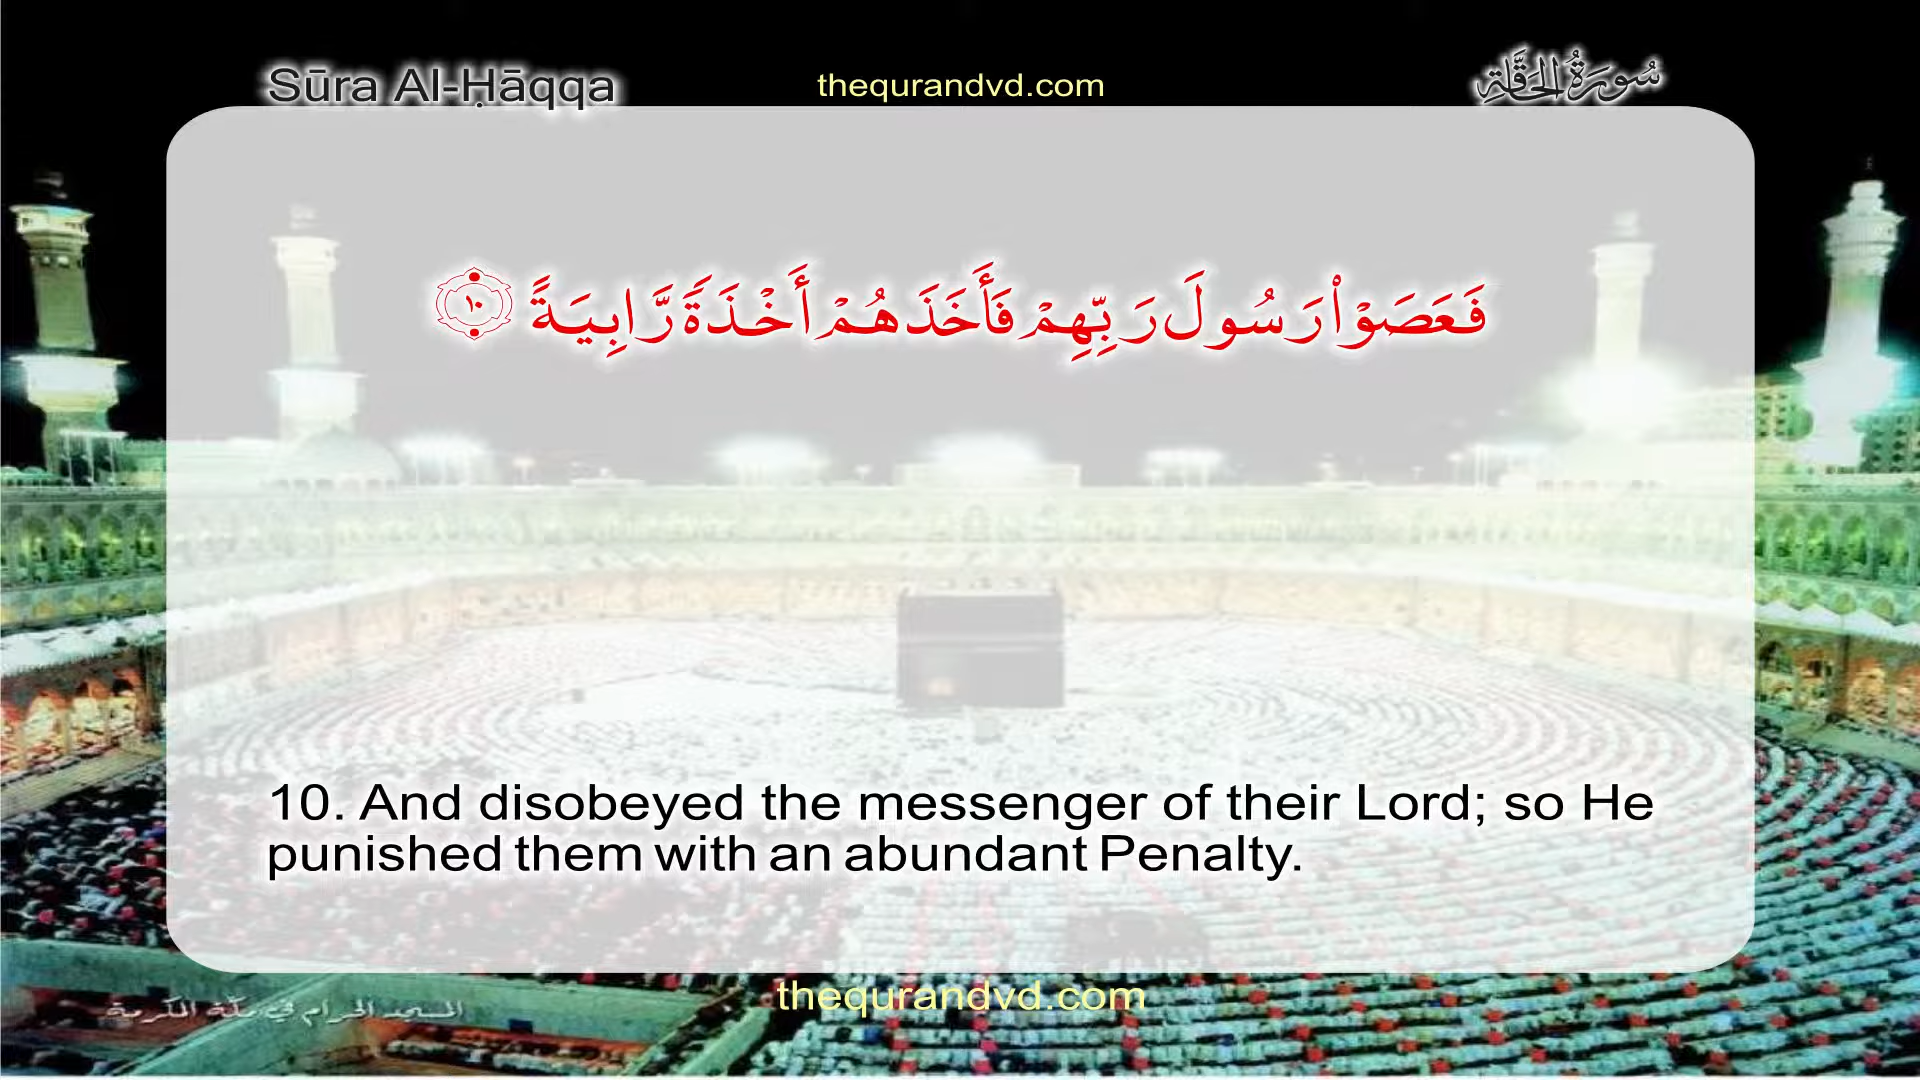 Sūra Al-Ḥāqqa
thequrandvd.com
سُورَةُ الحَاقَّةِ
فَعَصَوْا۟ رَسُولَ رَبِّهِمْ فَأَخَذَهُمْ أَخْذَةً رَّابِيَةً ١٠
10. And disobeyed the messenger of their Lord; so He
punished them with an abundant Penalty.
المسجد الحرام في مكة المكرمة
thequrandvd.com